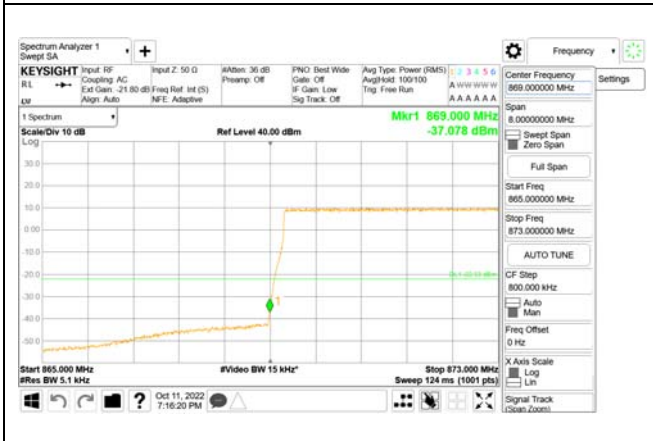 Spectrum Analyzer 1
Swept SA
Frequency
KEYSIGHT
Input: RF
Coupling: AC
Ext Gain: -21.80 dB
Align: Auto
Input Z: 50 Ω
Freq Ref: Int (S)
NFE: Adaptive
#Atten: 36 dB
Preamp: Off
PNO: Best Wide
Gate: Off
IF Gain: Low
Sig Track: Off
Avg Type: Power (RMS)
Avg|Hold: 100/100
Trig: Free Run
1 2 3 4 5 6
A W W W W W
A A A A A A
RL
Center Frequency
869.000000 MHz
Settings
Span
8.00000000 MHz
Swept Span
Zero Span
Full Span
Start Freq
865.000000 MHz
Stop Freq
873.000000 MHz
AUTO TUNE
CF Step
800.000 kHz
Auto
Man
Freq Offset
0 Hz
X Axis Scale
Log
Lin
Signal Track
(Span Zoom)
1 Spectrum
Scale/Div 10 dB
Ref Level 40.00 dBm
Mkr1 869.000 MHz
-37.078 dBm
Log
30.0
20.0
10.0
0.00
-10.0
-20.0
-30.0
-40.0
-50.0
1
Start 865.000 MHz
#Video BW 15 kHz*
Stop 873.000 MHz
#Res BW 5.1 kHz
Sweep 124 ms (1001 pts)
?
Oct 11, 2022
7:16:20 PM